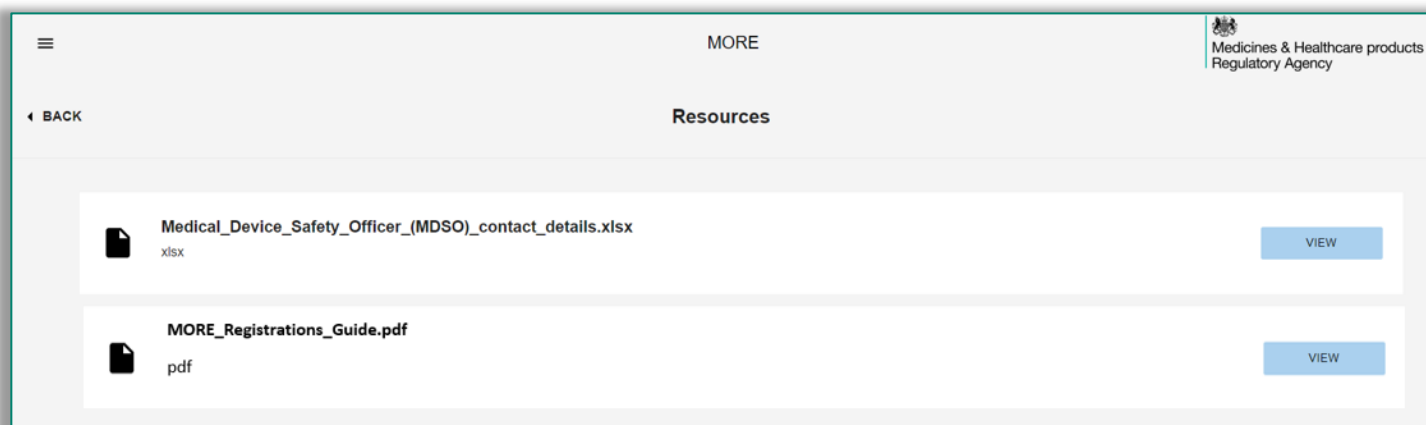 MORE
Medicines & Healthcare products
Regulatory Agency
BACK
Resources
Medical_Device_Safety_Officer_(MDSO)_contact_details.xlsx
xlsx
VIEW
MORE_Registrations_Guide.pdf
pdf
VIEW